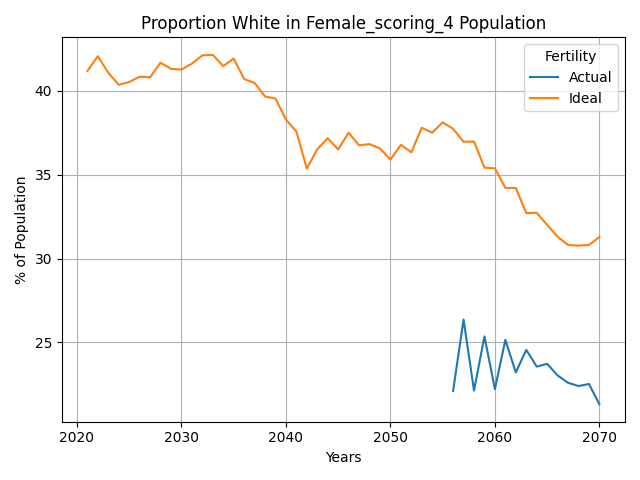 Proportion White in Female_scoring_4 Population
Fertility
Actual
Ideal
% of Population
40
35
30
25
2020 2030 2040 2050 2060 2070
Years